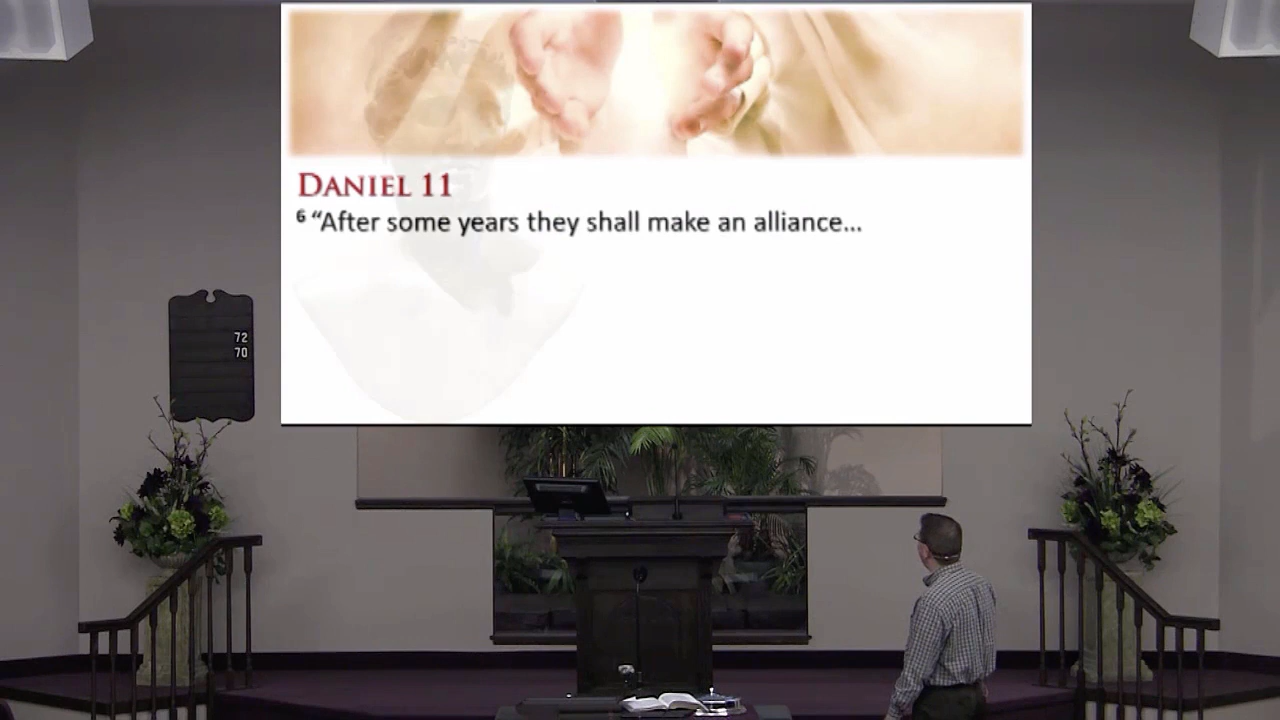 DANIEL 11
⁶ “After some years they shall make an alliance...
72
70